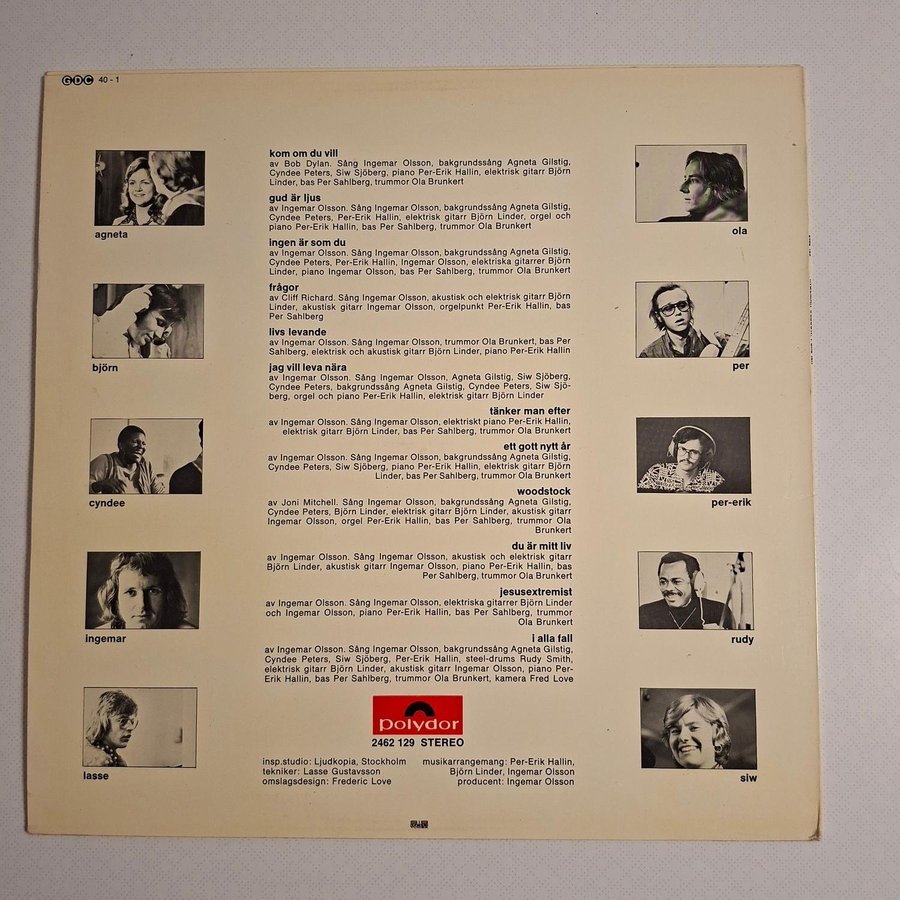 GDC 40 - 1
kom om du vill
av Bob Dylan. Sång Ingemar Olsson, bakgrundssång Agneta Gilstig,
Cyndee Peters, Siw Sjöberg, piano Per-Erik Hallin, elektrisk gitarr Björn
Linder, bas Per Sahlberg, trummor Ola Brunkert
gud är ljus
av Ingemar Olsson. Sång Ingemar Olsson, bakgrundssång Agneta Gilstig,
Cyndee Peters, Per-Erik Hallin, elektrisk gitarr Björn Linder, orgel och
piano Per-Erik Hallin, bas Per Sahlberg, trummor Ola Brunkert
ingen är som du
av Ingemar Olsson. Sång Ingemar Olsson, bakgrundssång Agneta Gilstig,
Cyndee Peters, Per-Erik Hallin, Ingemar Olsson, elektriska gitarrer Björn
Linder, piano Ingemar Olsson, bas Per Sahlberg, trummor Ola Brunkert
frågor
av Cliff Richard. Sång Ingemar Olsson, akustisk och elektrisk gitarr Björn
Linder, akustisk gitarr Ingemar Olsson, orgelpunkt Per-Erik Hallin, bas
Per Sahlberg
livs levande
av Ingemar Olsson. Sång Ingemar Olsson, trummor Ola Brunkert, bas Per
Sahlberg, elektrisk och akustisk gitarr Björn Linder, piano Per-Erik Hallin
jag vill leva nära
av Ingemar Olsson. Sång Ingemar Olsson, Agneta Gilstig, Siw Sjöberg,
Cyndee Peters, bakgrundssång Agneta Gilstig, Cyndee Peters, Siw Sjö-
berg, orgel och piano Per-Erik Hallin, elektrisk gitarr Björn Linder
tänker man efter
av Ingemar Olsson. Sång Ingemar Olsson, elektriskt piano Per-Erik Hallin,
elektrisk gitarr Björn Linder, bas Per Sahlberg, trummor Ola Brunkert
ett gott nytt år
av Ingemar Olsson. Sång Ingemar Olsson, bakgrundssång Agneta Gilstig,
Cyndee Peters, Siw Sjöberg, piano Per-Erik Hallin, elektrisk gitarr Björn
Linder, bas Per Sahlberg, trummor Ola Brunkert
woodstock
av Joni Mitchell. Sång Ingemar Olsson, bakgrundssång Agneta Gilstig,
Cyndee Peters, Björn Linder, elektrisk gitarr Björn Linder, akustisk gitarr
Ingemar Olsson, orgel Per-Erik Hallin, bas Per Sahlberg, trummor Ola
Brunkert
du är mitt liv
av Ingemar Olsson. Sång Ingemar Olsson, akustisk och elektrisk gitarr
Björn Linder, akustisk gitarr Ingemar Olsson, piano Per-Erik Hallin, bas
Per Sahlberg, trummor Ola Brunkert
jesusextremist
av Ingemar Olsson. Sång Ingemar Olsson, elektriska gitarrer Björn Linder
och Ingemar Olsson, piano Per-Erik Hallin, bas Per Sahlberg, trummor
Ola Brunkert
i alla fall
av Ingemar Olsson. Sång Ingemar Olsson, bakgrundssång Agneta Gilstig,
Cyndee Peters, Siw Sjöberg, Per-Erik Hallin, steel-drums Rudy Smith,
elektrisk gitarr Björn Linder, akustisk gitarr Ingemar Olsson, piano Per-
Erik Hallin, bas Per Sahlberg, trummor Ola Brunkert, kamera Fred Love
agneta
björn
cyndee
ingemar
lasse
ola
per
per-erik
rudy
siw
polydor
2462 129 STEREO
insp.studio: Ljudkopia, Stockholm
tekniker: Lasse Gustavsson
omslagsdesign: Frederic Love
musikarrangemang: Per-Erik Hallin,
Björn Linder, Ingemar Olsson
producent: Ingemar Olsson